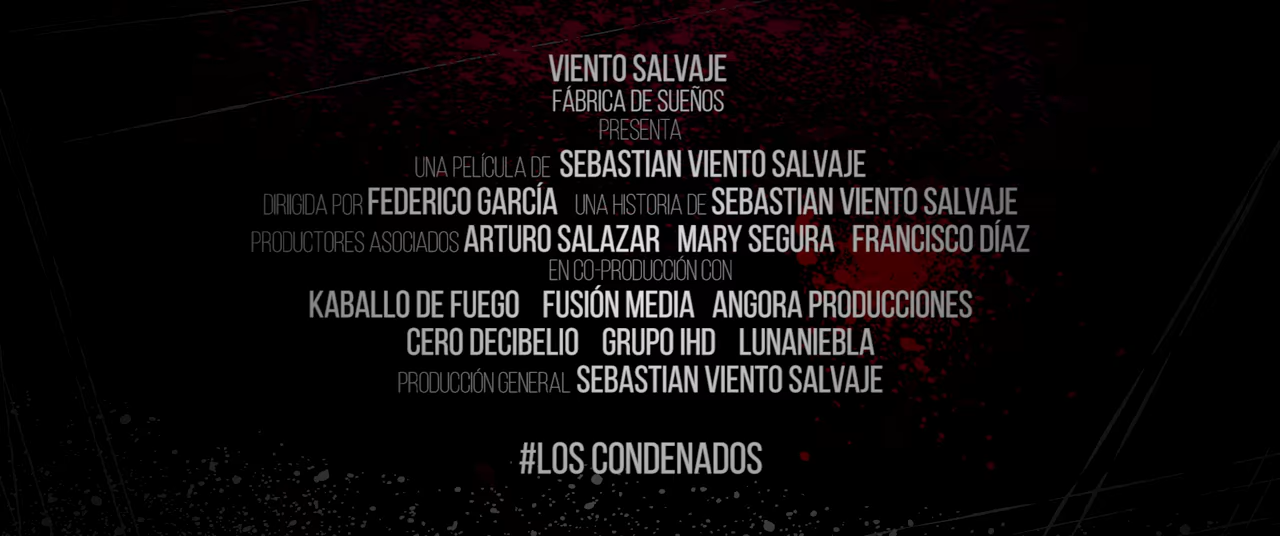 VIENTO SALVAJE
FÁBRICA DE SUEÑOS
PRESENTA
UNA PELÍCULA DE SEBASTIAN VIENTO SALVAJE
DIRIIGIDA POR FEDERICO GARCÍA UNA HISTORIA DE SEBASTIAN VIENTO SALVAJE
PRODUCTORES ASOCIADOS ARTURO SALAZAR MARY SEGURA FRANCISCO DÍAZ
EN CO-PRODUCCIÓN CON
KABALLO DE FUEGO FUSIÓN MEDIA ANGORA PRODUCCIONES
CERO DECIBELIO GRUPO IHD LUNANIEBLA
PRODUCCIÓN GENERAL SEBASTIAN VIENTO SALVAJE
#LOS CONDENADOS